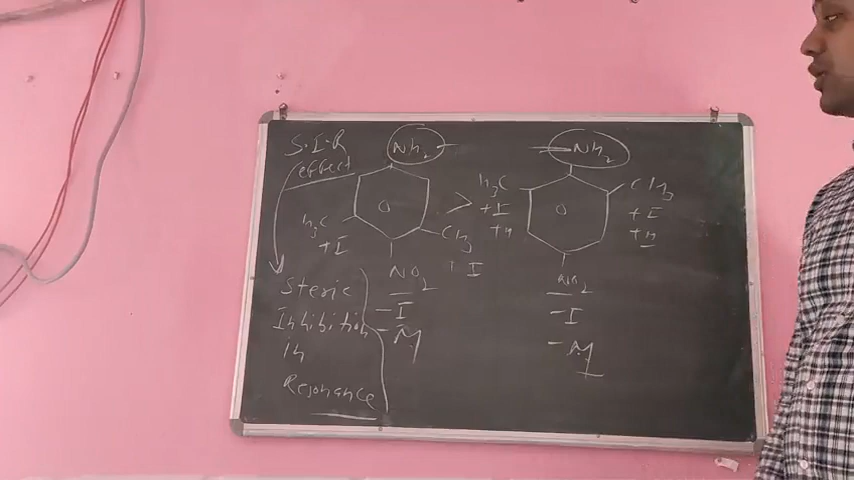 S.I.R
effect
NH₂
H₃C
+I
CH₃
+I
NO₂
-I
-M
>
NH₂
H₃C
+I
+H
CH₃
+I
+H
NO₂
-I
-M
Steric
Inhibition
in
Resonance